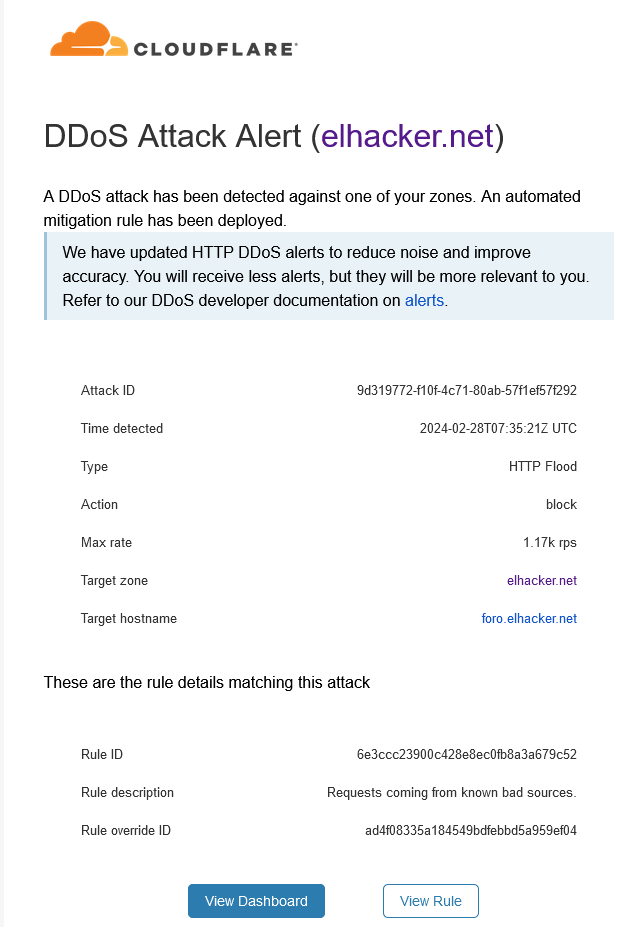 CLOUDFLARE
DDoS Attack Alert (elhacker.net)
A DDoS attack has been detected against one of your zones. An automated
mitigation rule has been deployed.
We have updated HTTP DDoS alerts to reduce noise and improve
accuracy. You will receive less alerts, but they will be more relevant to you.
Refer to our DDoS developer documentation on alerts.
Attack ID 9d319772-f10f-4c71-80ab-57f1ef57f292
Time detected 2024-02-28T07:35:21Z UTC
Type HTTP Flood
Action block
Max rate 1.17k rps
Target zone elhacker.net
Target hostname foro.elhacker.net
These are the rule details matching this attack
Rule ID 6e3ccc23900c428e8ec0fb8a3a679c52
Rule description Requests coming from known bad sources.
Rule override ID ad4f08335a184549bdfebbd5a959ef04
View Dashboard View Rule